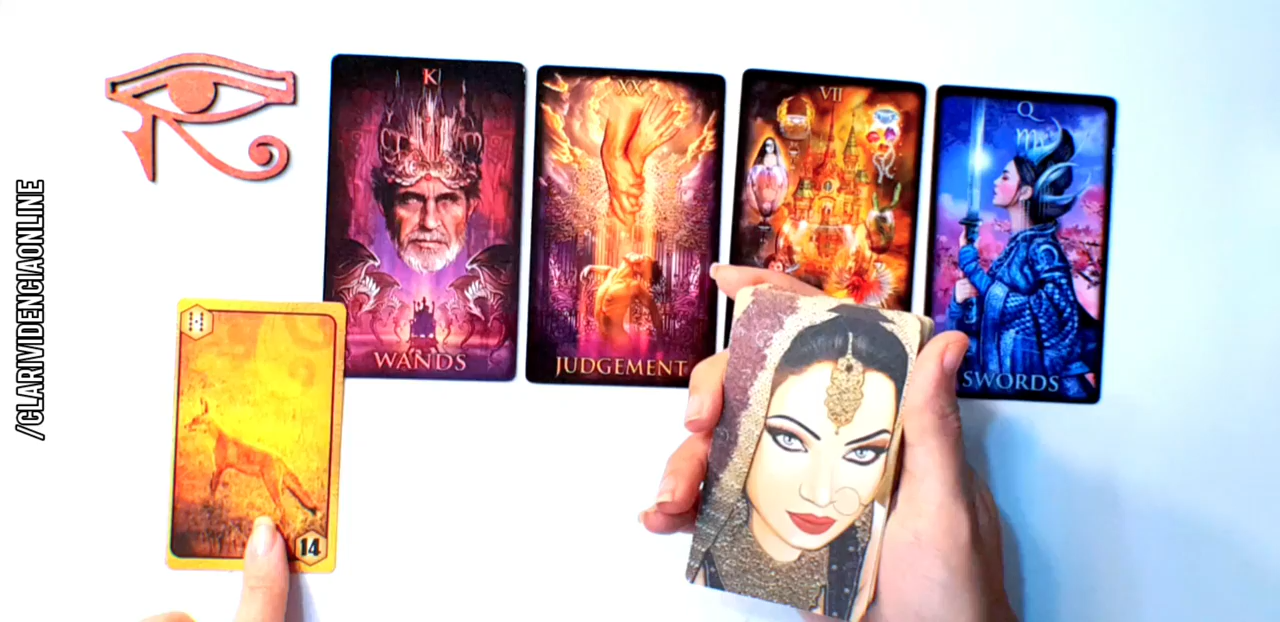 /CLARIVIDENCIAONLINE
K
WANDS
XX
JUDGEMENT
VII
Q
SWORDS
14